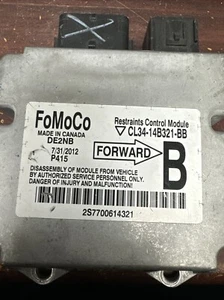 FoMoCo
MADE IN CANADA
DE2NB
7/31/2012
P415
Restraints Control Module
CL34-14B321-BB
FORWARD
B
DISASSEMBLY OF MODULE FROM VEHICLE
BY AUTHORIZED SERVICE PERSONNEL ONLY.
DANGER OF INJURY AND MALFUNCTION!
2S7700614321